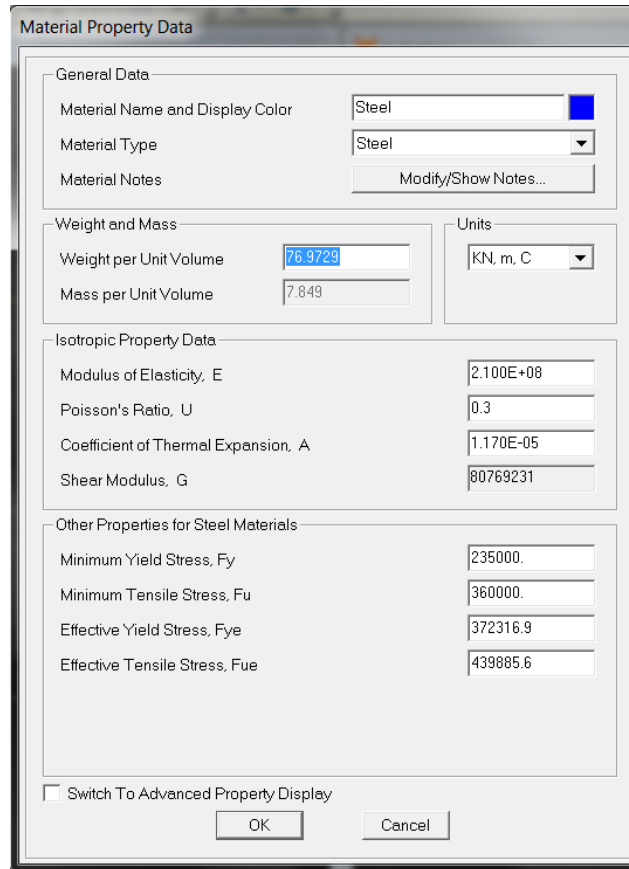 Material Property Data
General Data
Material Name and Display Color Steel
Material Type Steel
Material Notes Modify/Show Notes...
Weight and Mass
Weight per Unit Volume 76.9729
Mass per Unit Volume 7.849
Units
KN, m, C
Isotropic Property Data
Modulus of Elasticity, E 2.100E+08
Poisson's Ratio, U 0.3
Coefficient of Thermal Expansion, A 1.170E-05
Shear Modulus, G 80769231
Other Properties for Steel Materials
Minimum Yield Stress, Fy 235000.
Minimum Tensile Stress, Fu 360000.
Effective Yield Stress, Fye 372316.9
Effective Tensile Stress, Fue 439885.6
Switch To Advanced Property Display
OK Cancel